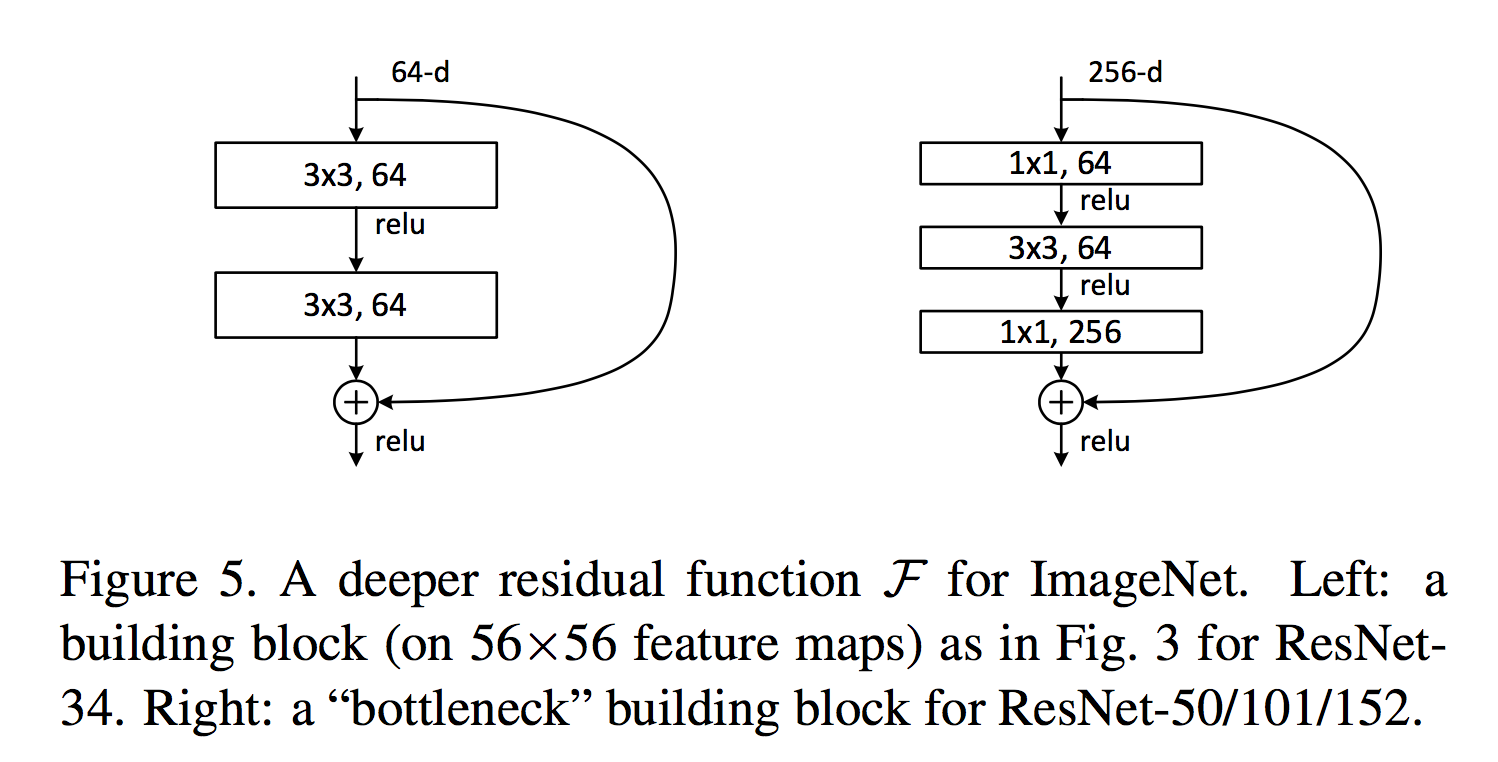 64-d
3x3, 64
relu
3x3, 64
relu
256-d
1x1, 64
relu
3x3, 64
relu
1x1, 256
relu
Figure 5. A deeper residual function ℱ for ImageNet. Left: a
building block (on 56×56 feature maps) as in Fig. 3 for ResNet-
34. Right: a “bottleneck” building block for ResNet-50/101/152.